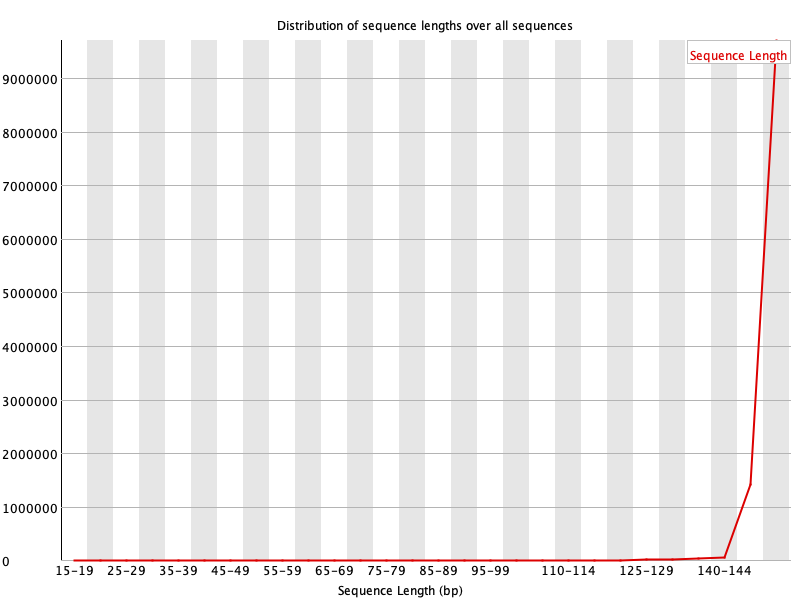 Distribution of sequence lengths over all sequences
Sequence Length
9000000
8000000
7000000
6000000
5000000
4000000
3000000
2000000
1000000
0
15-19 25-29 35-39 45-49 55-59 65-69 75-79 85-89 95-99 110-114 125-129 140-144
Sequence Length (bp)